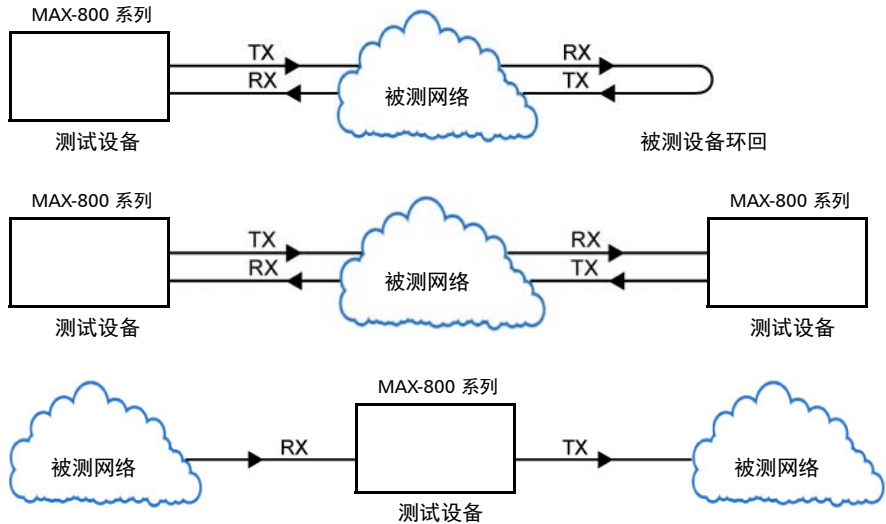 MAX-800 系列
TX
RX
RX
TX
被测网络
测试设备
被测设备环回
MAX-800 系列
MAX-800 系列
TX
RX
RX
TX
被测网络
测试设备
测试设备
MAX-800 系列
被测网络
RX
TX
被测网络
测试设备